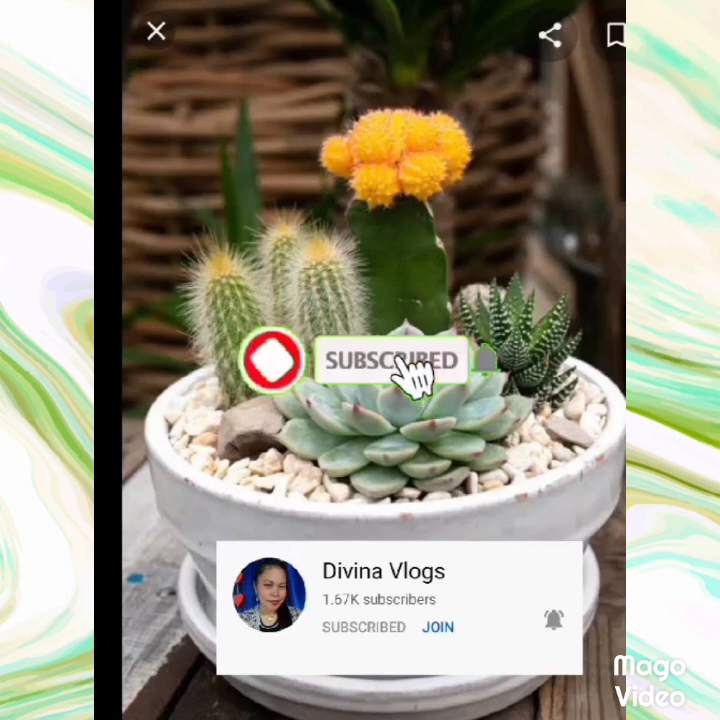 SUBSCRIBED
Divina Vlogs
1.67K subscribers
SUBSCRIBED JOIN
Mago
Video